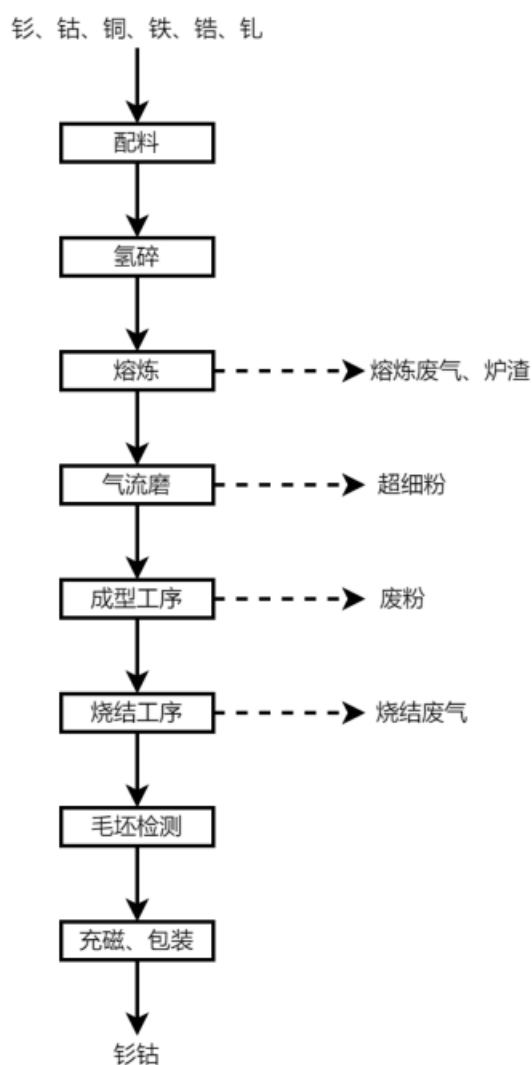 钐、钴、铜、铁、锆、钆
配料
氢碎
熔炼
熔炼废气、炉渣
气流磨
超细粉
成型工序
废粉
烧结工序
烧结废气
毛坯检测
充磁、包装
钐钴